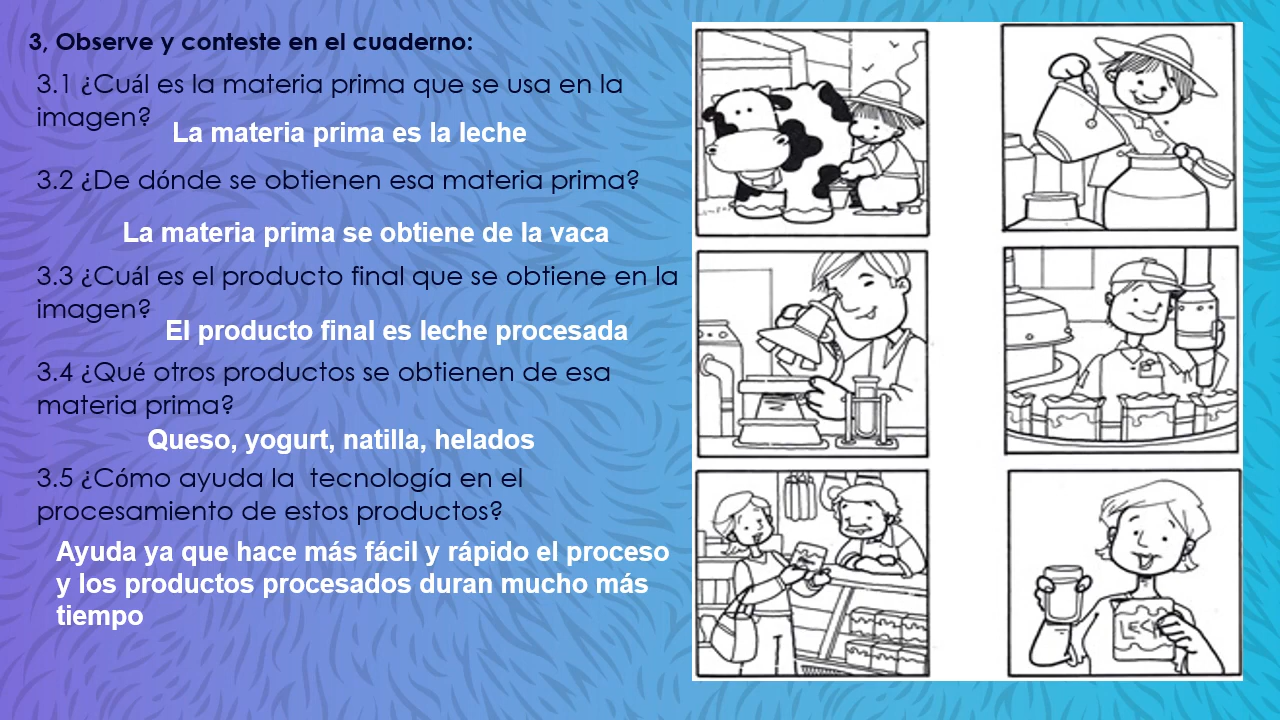 3, Observe y conteste en el cuaderno:
3.1 ¿Cuál es la materia prima que se usa en la
imagen?
La materia prima es la leche
3.2 ¿De dónde se obtienen esa materia prima?
La materia prima se obtiene de la vaca
3.3 ¿Cuál es el producto final que se obtiene en la
imagen?
El producto final es leche procesada
3.4 ¿Qué otros productos se obtienen de esa
materia prima?
Queso, yogurt, natilla, helados
3.5 ¿Cómo ayuda la  tecnología en el
procesamiento de estos productos?
Ayuda ya que hace más fácil y rápido el proceso
y los productos procesados duran mucho más
tiempo